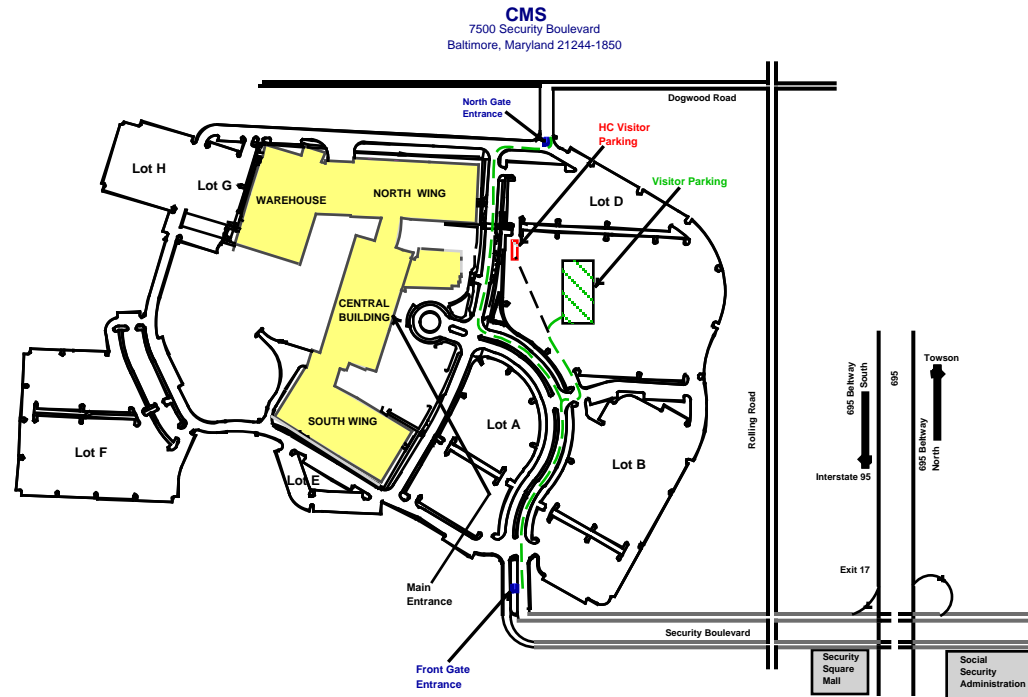 CMS
7500 Security Boulevard
Baltimore, Maryland 21244-1850
Dogwood Road
North Gate
Entrance
HC Visitor
Parking
Visitor Parking
Lot H
Lot G
WAREHOUSE
NORTH WING
Lot D
CENTRAL
BUILDING
SOUTH WING
Lot A
Lot B
Lot E
Lot F
Rolling Road
695 Beltway
South
695
Towson
695 Beltway
North
Interstate 95
Exit 17
Main
Entrance
Security Boulevard
Front Gate
Entrance
Security
Square
Mall
Social
Security
Administration